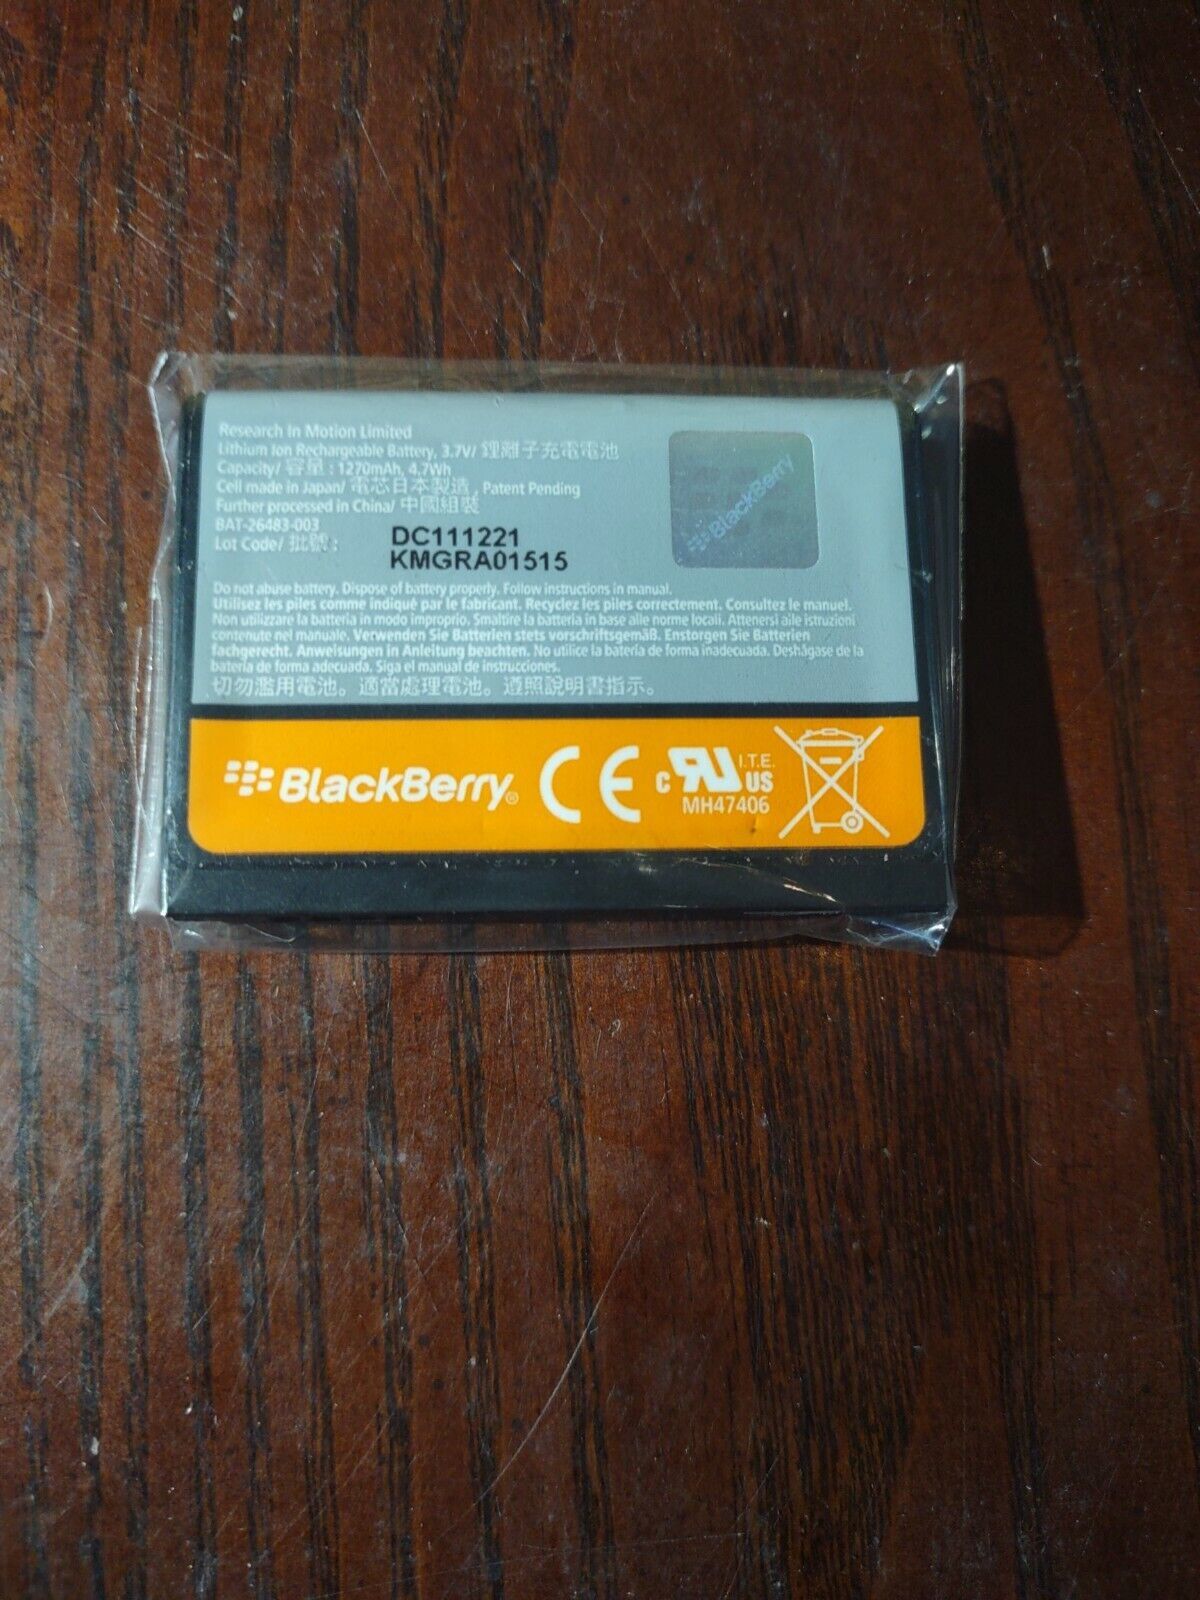 Research In Motion Limited
Lithium Ion Rechargeable Battery, 3.7V/ 鋰離子充電電池
Capacity/ 容量 : 1270mAh, 4.7Wh
Cell made in Japan/ 電芯日本製造 , Patent Pending
Further processed in China/ 中國組裝
BAT-26483-003
Lot Code/ 批號 : DC111221
KMGRA01515
BlackBerry
Do not abuse battery. Dispose of battery properly. Follow instructions in manual.
Utilisez les piles comme indiqué par le fabricant. Recyclez les piles correctement. Consultez le manuel.
Non utilizzare la batteria in modo improprio. Smaltire la batteria in base alle norme locali. Attenersi alle istruzioni
contenute nel manuale. Verwenden Sie Batterien stets vorschriftsgemäß. Enstorgen Sie Batterien
fachgerecht. Anweisungen in Anleitung beachten. No utilice la batería de forma inadecuada. Deshágase de la
batería de forma adecuada. Siga el manual de instrucciones.
切勿濫用電池。適當處理電池。遵照說明書指示。
BlackBerry® CE c RU US I.T.E.
MH47406